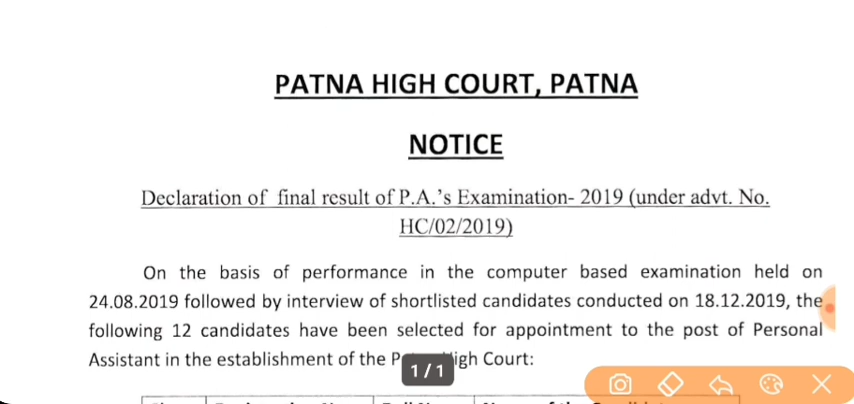 PATNA HIGH COURT, PATNA
NOTICE
Declaration of final result of P.A.'s Examination- 2019 (under advt. No.
HC/02/2019)
On the basis of performance in the computer based examination held on
24.08.2019 followed by interview of shortlisted candidates conducted on 18.12.2019, the
following 12 candidates have been selected for appointment to the post of Personal
Assistant in the establishment of the High Court:
1/1